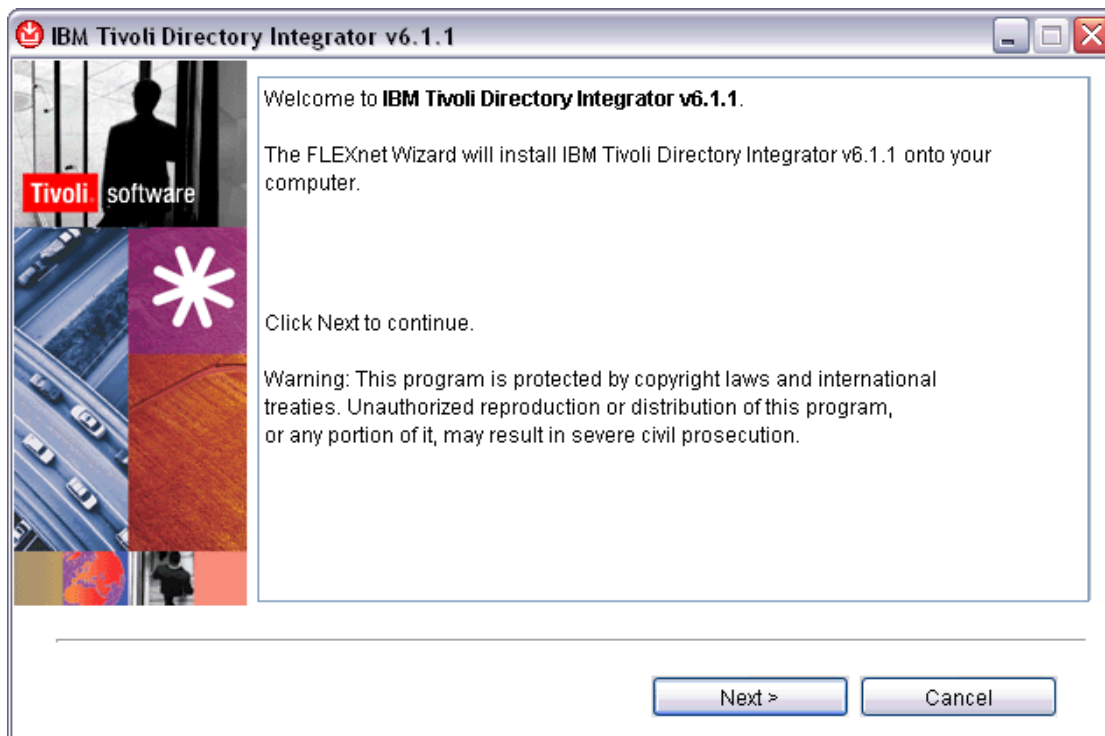 IBM Tivoli Directory Integrator v6.1.1
Tivoli. software
Welcome to IBM Tivoli Directory Integrator v6.1.1.
The FLEXnet Wizard will install IBM Tivoli Directory Integrator v6.1.1 onto your
computer.
Click Next to continue.
Warning: This program is protected by copyright laws and international
treaties. Unauthorized reproduction or distribution of this program,
or any portion of it, may result in severe civil prosecution.
Next >
Cancel